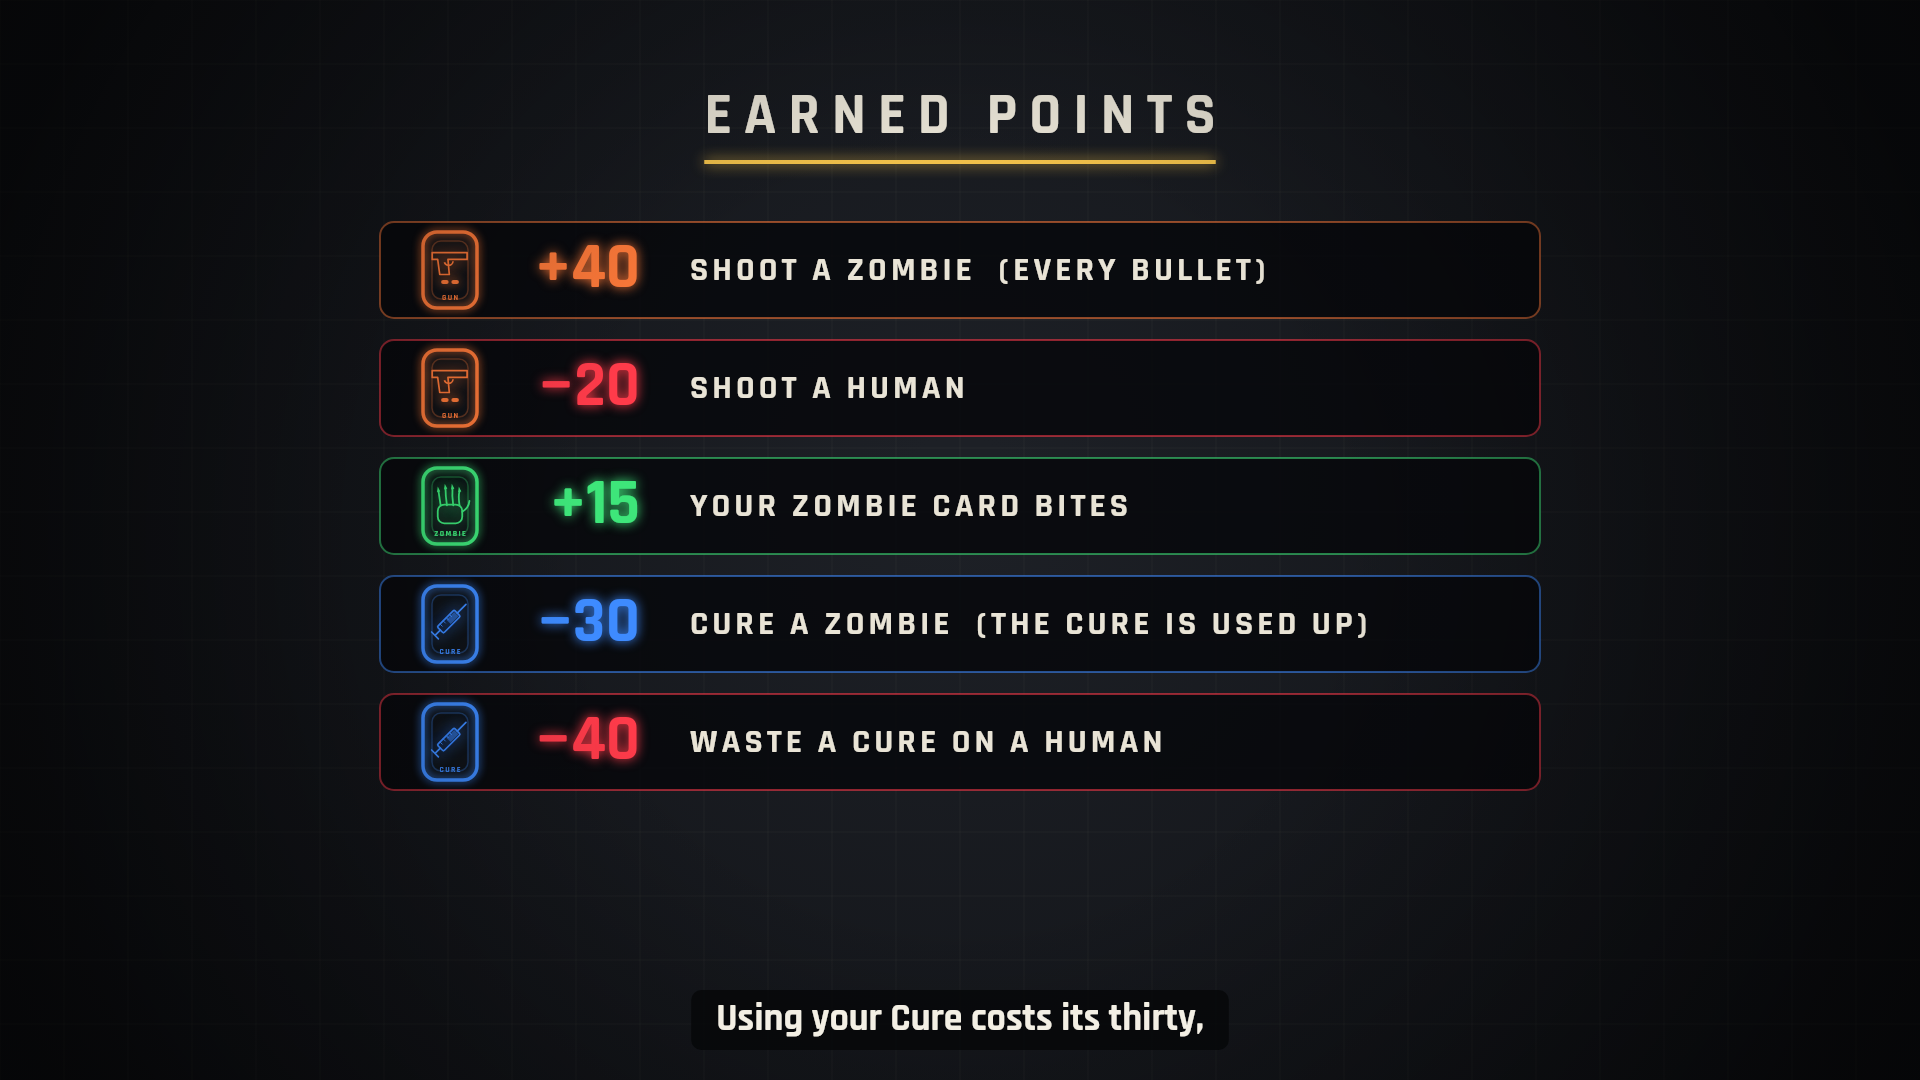 EARNED POINTS
GUN +40 SHOOT A ZOMBIE (EVERY BULLET)
GUN −20 SHOOT A HUMAN
ZOMBIE +15 YOUR ZOMBIE CARD BITES
CURE −30 CURE A ZOMBIE (THE CURE IS USED UP)
CURE −40 WASTE A CURE ON A HUMAN
Using your Cure costs its thirty,